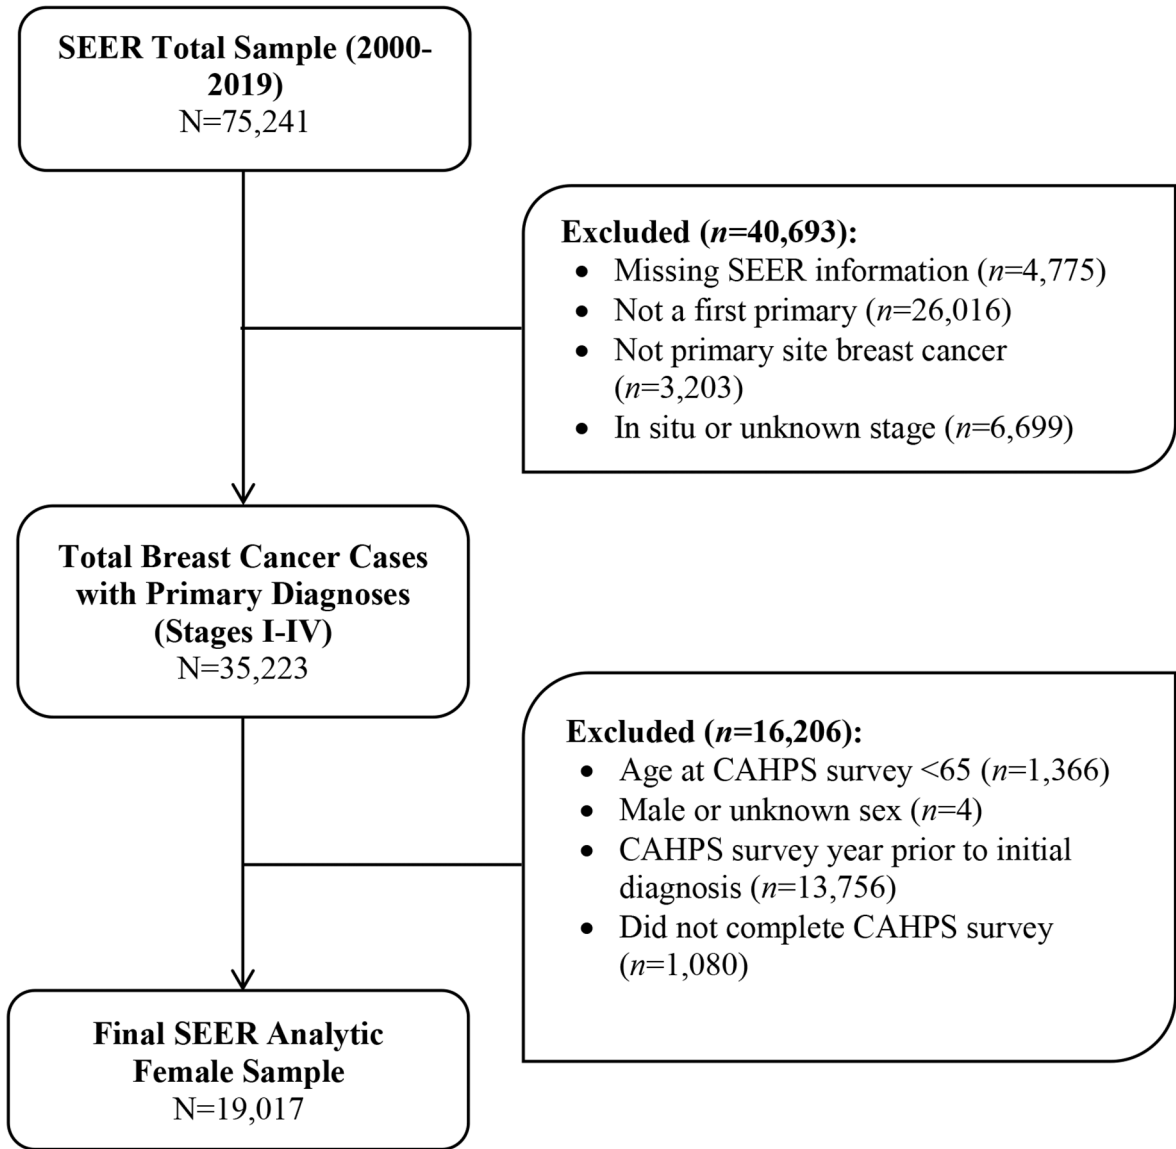 SEER Total Sample (2000-
2019)
N=75,241
Excluded (n=40,693):
• Missing SEER information (n=4,775)
• Not a first primary (n=26,016)
• Not primary site breast cancer
(n=3,203)
• In situ or unknown stage (n=6,699)
Total Breast Cancer Cases
with Primary Diagnoses
(Stages I-IV)
N=35,223
Excluded (n=16,206):
• Age at CAHPS survey <65 (n=1,366)
• Male or unknown sex (n=4)
• CAHPS survey year prior to initial
diagnosis (n=13,756)
• Did not complete CAHPS survey
(n=1,080)
Final SEER Analytic
Female Sample
N=19,017